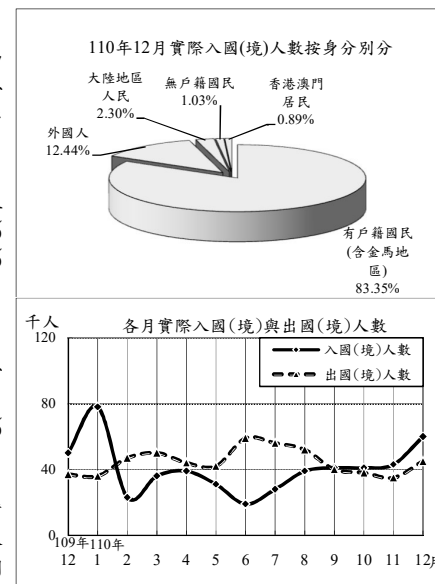 110年12月實際入國(境)人數按身分別分
大陸地區
人民
2.30%
無戶籍國民
1.03%
香港澳門
居民
0.89%
外國人
12.44%
有戶籍國民
(含金馬地
區)
83.35%
千人
各月實際入國(境)與出國(境)人數
入國(境)人數
出國(境)人數
120
80
40
0
109年 110年
12 1 2 3 4 5 6 7 8 9 10 11 12月